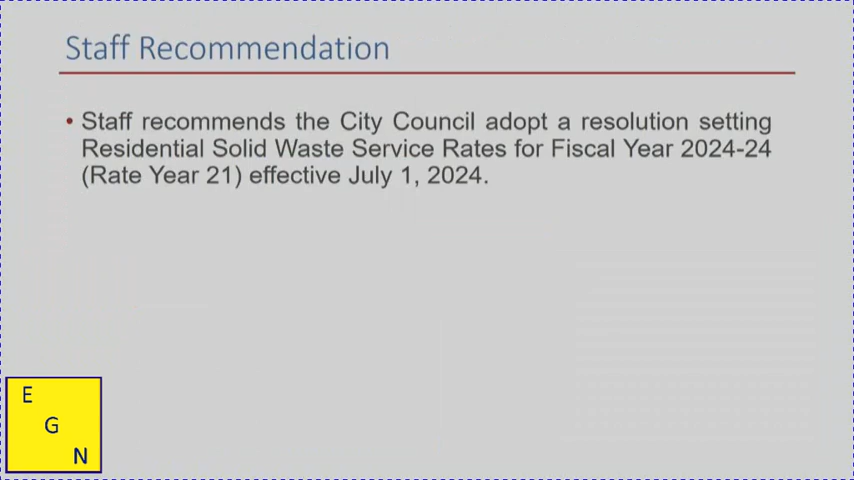 Staff Recommendation
• Staff recommends the City Council adopt a resolution setting
Residential Solid Waste Service Rates for Fiscal Year 2024-24
(Rate Year 21) effective July 1, 2024.
E
G
N